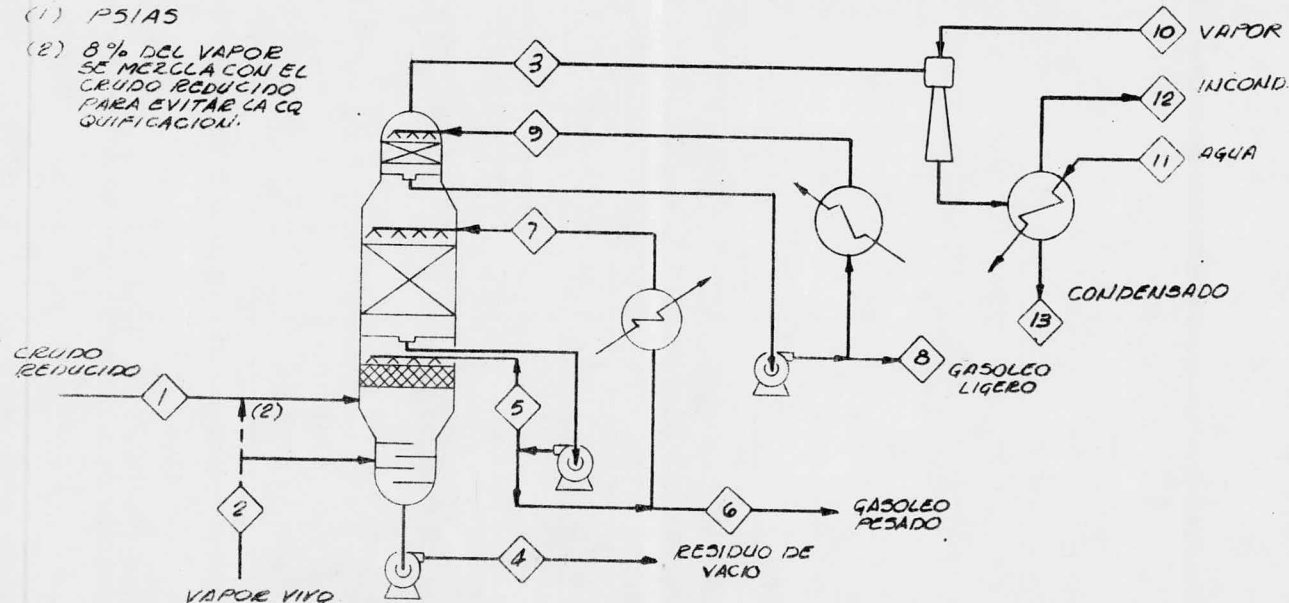 (1) PSIAS
(2) 8% DEL VAPOR
SE MEZCLA CON EL
CRUDO REDUCIDO
PARA EVITAR LA CO
QUIFICACION.
3
10 VAPOR
12 INCOND.
9
11 AGUA
7
CONDENSADO
13
8 GASOLEO
LIGERO
CRUDO
REDUCIDO
1
(2)
5
2
6
GASOLEO
PESADO
4
RESIDUO DE
VACIO
VAPOR VIVO